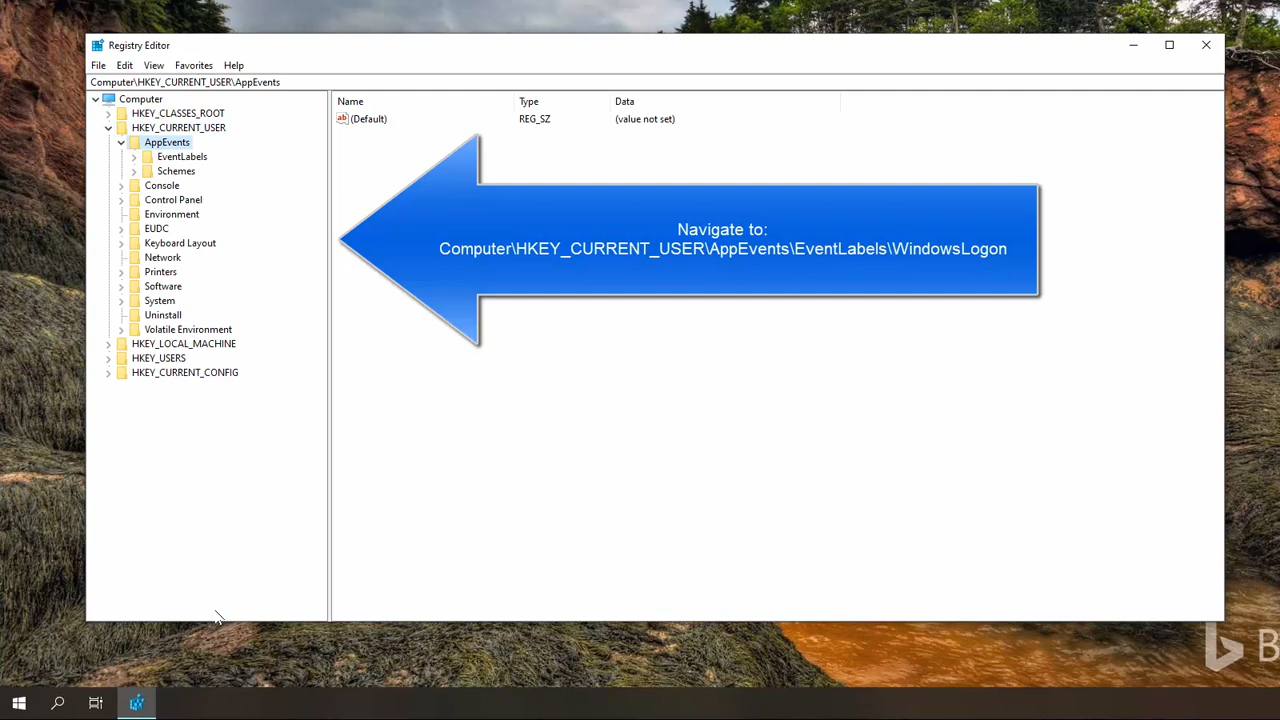 Registry Editor
File Edit View Favorites Help
Computer\HKEY_CURRENT_USER\AppEvents
Computer
HKEY_CLASSES_ROOT
HKEY_CURRENT_USER
AppEvents
EventLabels
Schemes
Console
Control Panel
Environment
EUDC
Keyboard Layout
Network
Printers
Software
System
Uninstall
Volatile Environment
HKEY_LOCAL_MACHINE
HKEY_USERS
HKEY_CURRENT_CONFIG
Name Type Data
ab (Default) REG_SZ (value not set)
Navigate to:
Computer\HKEY_CURRENT_USER\AppEvents\EventLabels\WindowsLogon
B